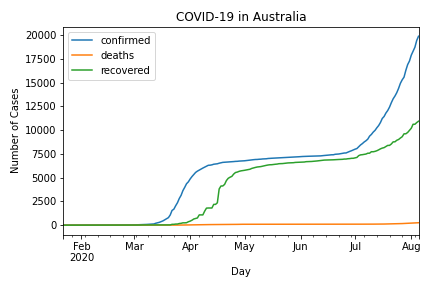 COVID-19 in Australia
confirmed
deaths
recovered
Number of Cases
20000
17500
15000
12500
10000
7500
5000
2500
0
Feb
2020
Mar
Apr
May
Jun
Jul
Aug
Day